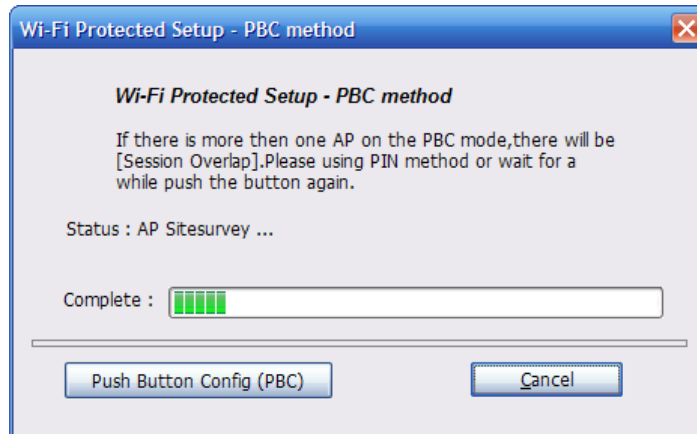 Wi-Fi Protected Setup - PBC method
Wi-Fi Protected Setup - PBC method
If there is more then one AP on the PBC mode,there will be
[Session Overlap].Please using PIN method or wait for a
while push the button again.
Status : AP Sitesurvey ...
Complete :
Push Button Config (PBC)
Cancel